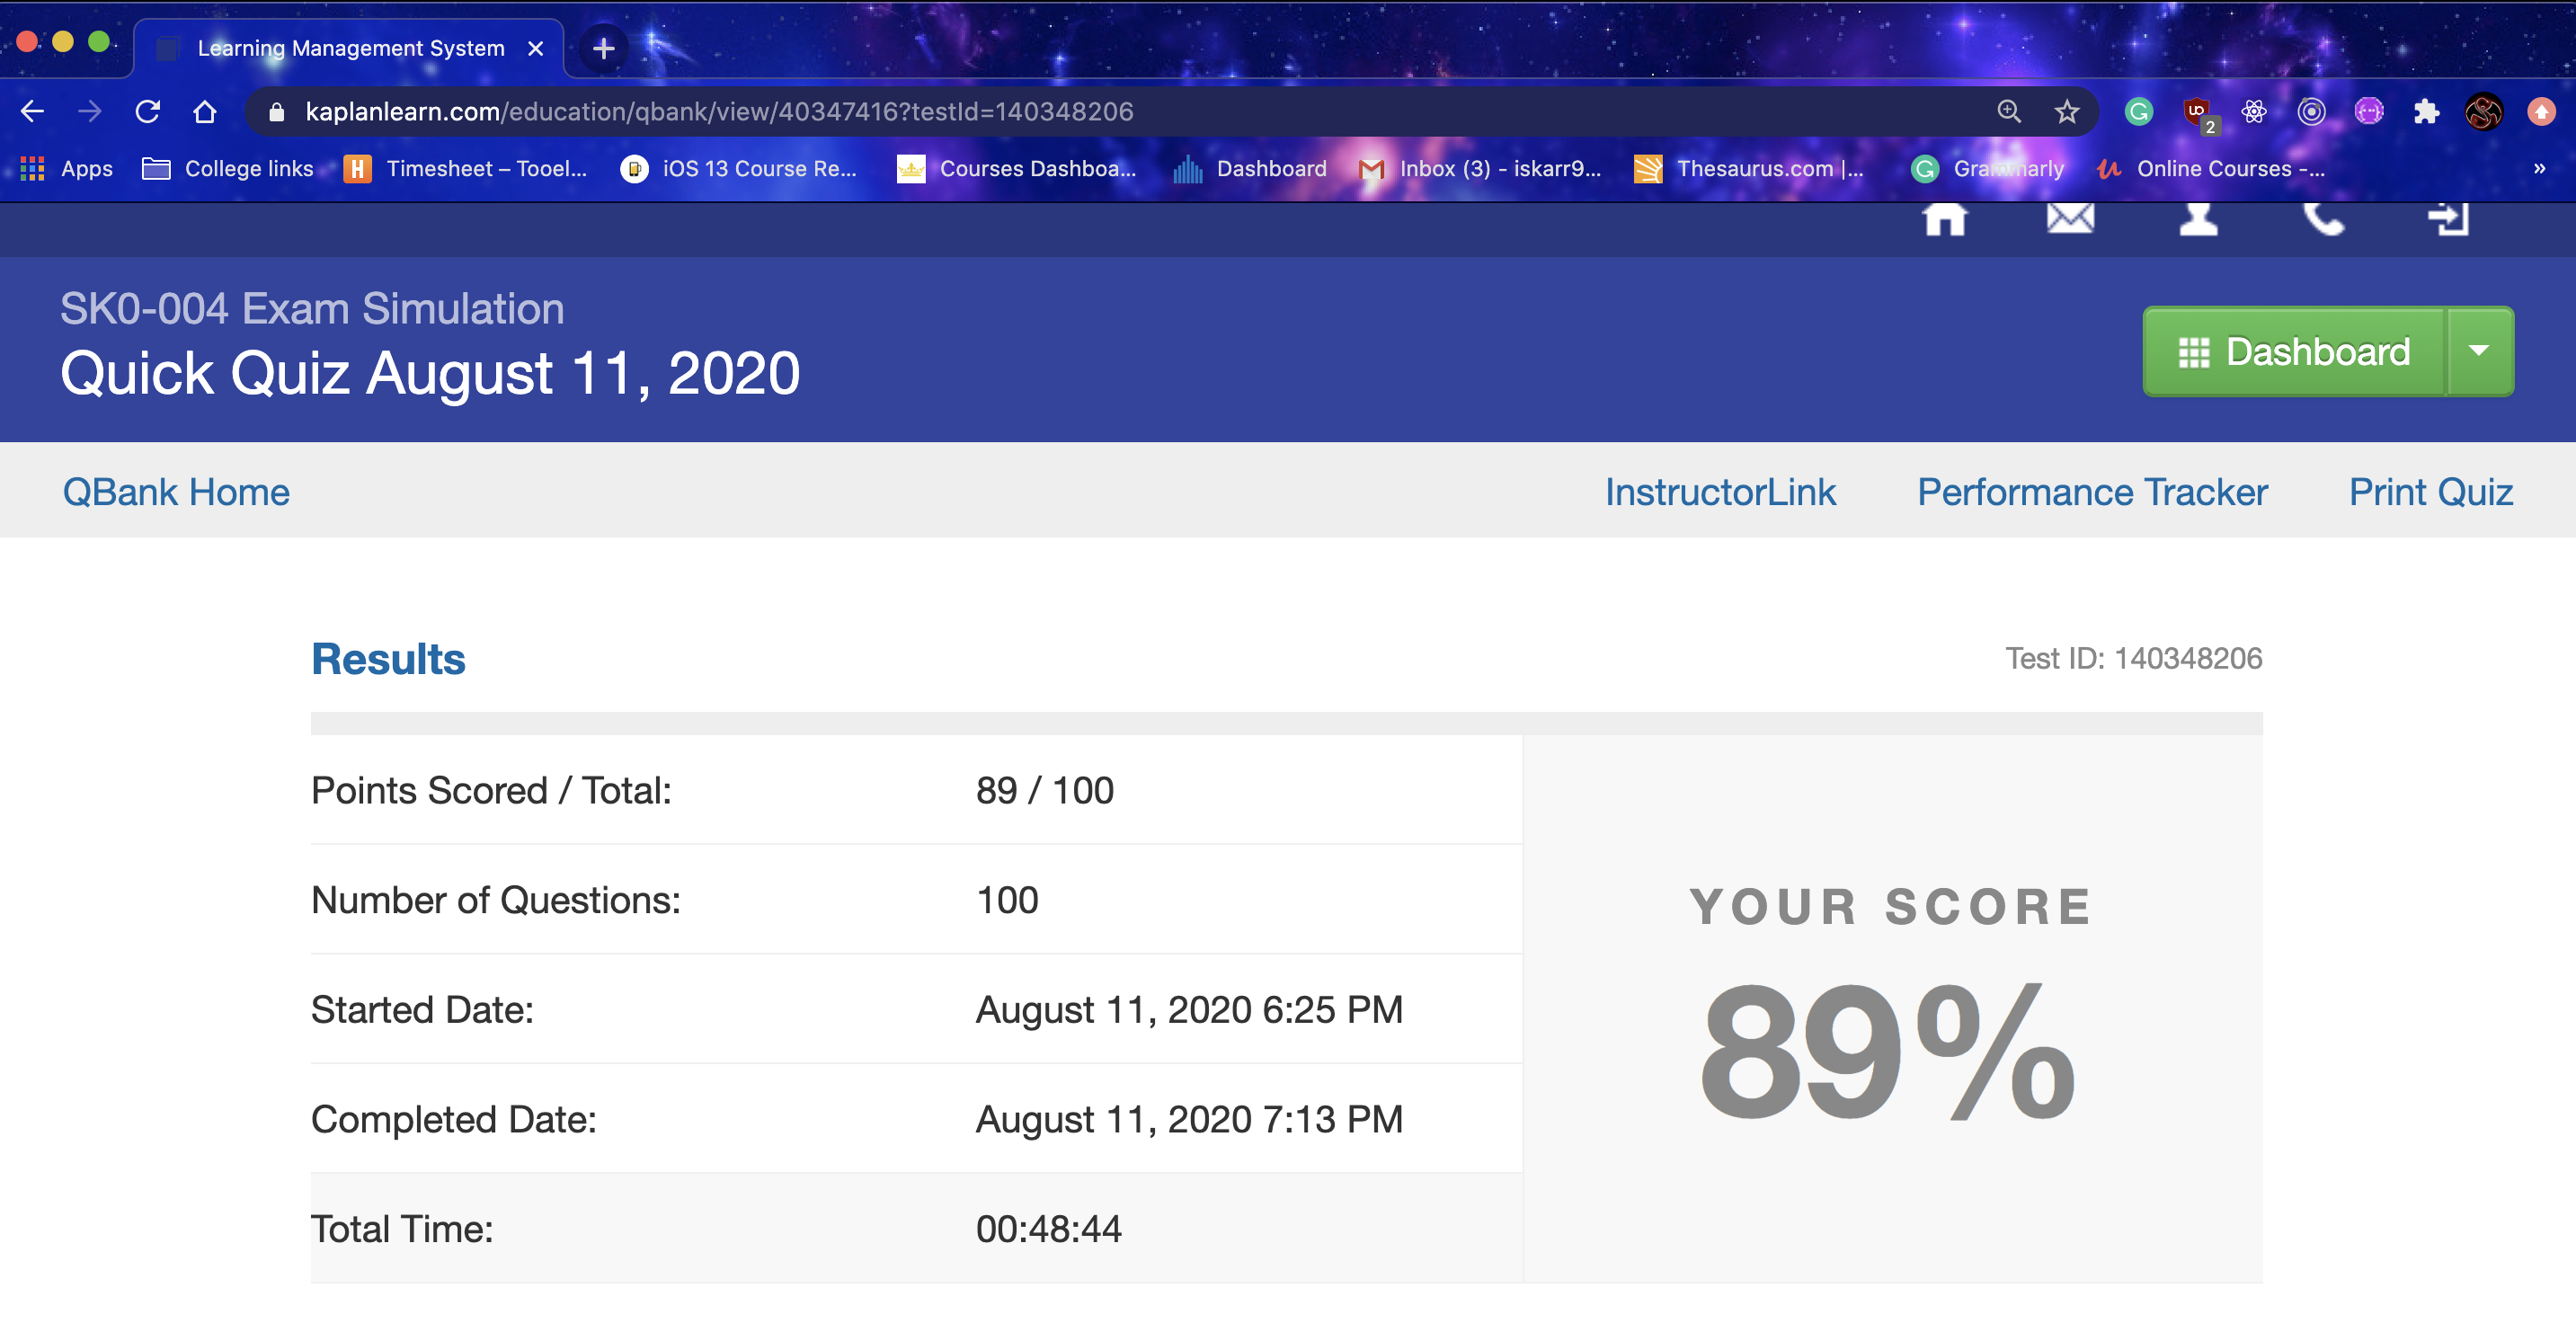 Learning Management System
kaplanlearn.com/education/qbank/view/40347416?testId=140348206
2
Apps College links Timesheet – Tooel... iOS 13 Course Re... Courses Dashboa... Dashboard Inbox (3) - iskarr9... Thesaurus.com |... Grammarly Online Courses -...
SK0-004 Exam Simulation
Quick Quiz August 11, 2020
Dashboard
QBank Home InstructorLink Performance Tracker Print Quiz
Results Test ID: 140348206
Points Scored / Total: 89 / 100
Number of Questions: 100
YOUR SCORE
89%
Started Date: August 11, 2020 6:25 PM
Completed Date: August 11, 2020 7:13 PM
Total Time: 00:48:44